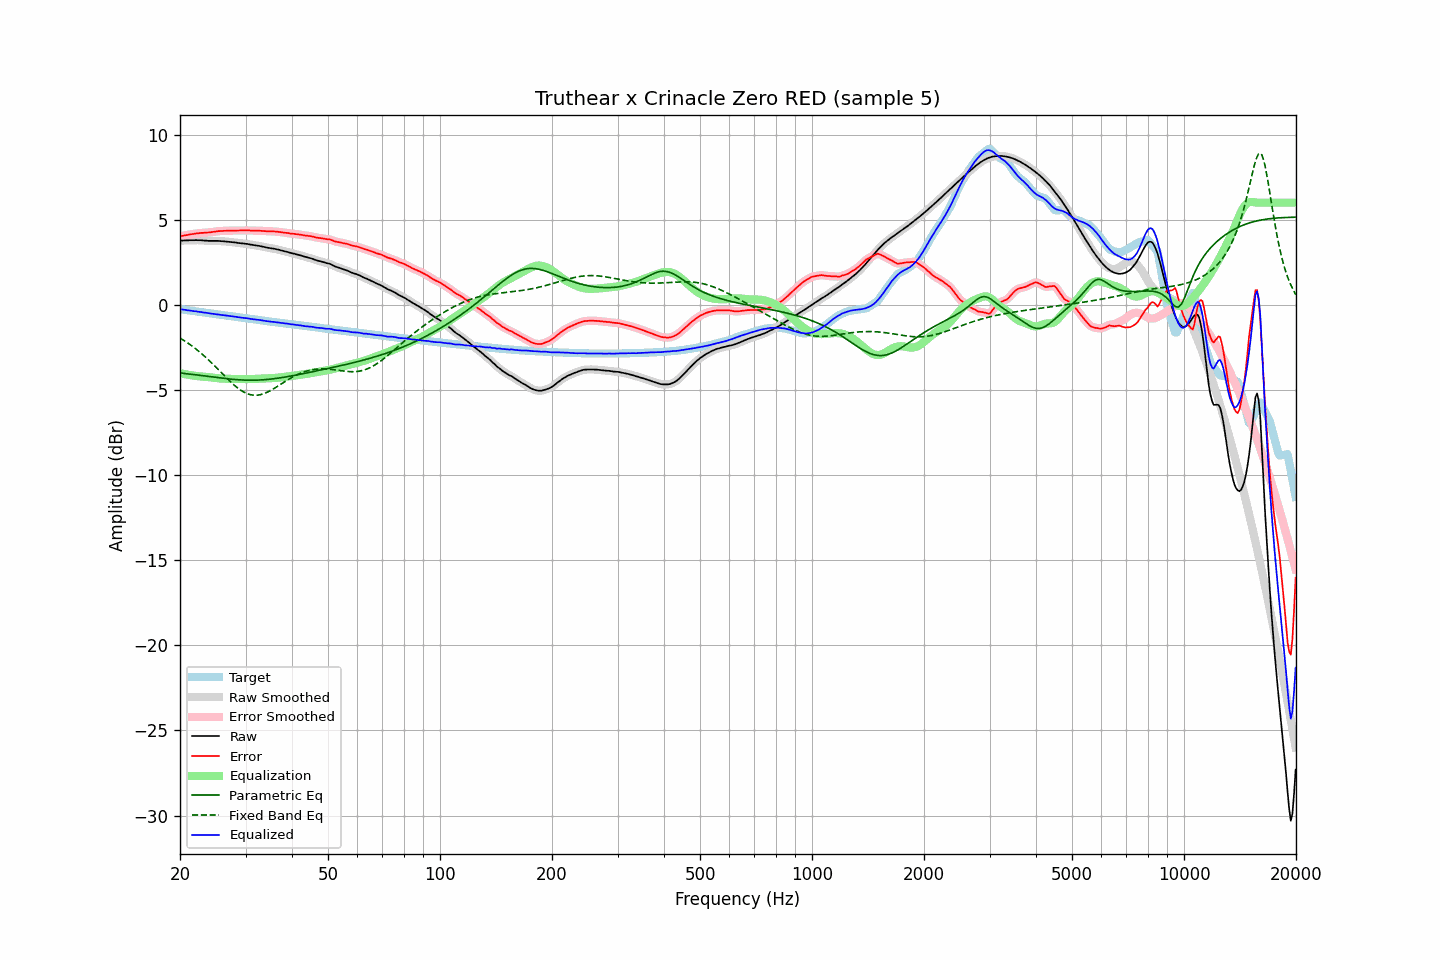 Truthear x Crinacle Zero RED (sample 5)
10
5
0
−5
−10
−15
−20
−25
−30
Amplitude (dBr)
Target
Raw Smoothed
Error Smoothed
Raw
Error
Equalization
Parametric Eq
Fixed Band Eq
Equalized
20 50 100 200 500 1000 2000 5000 10000 20000
Frequency (Hz)